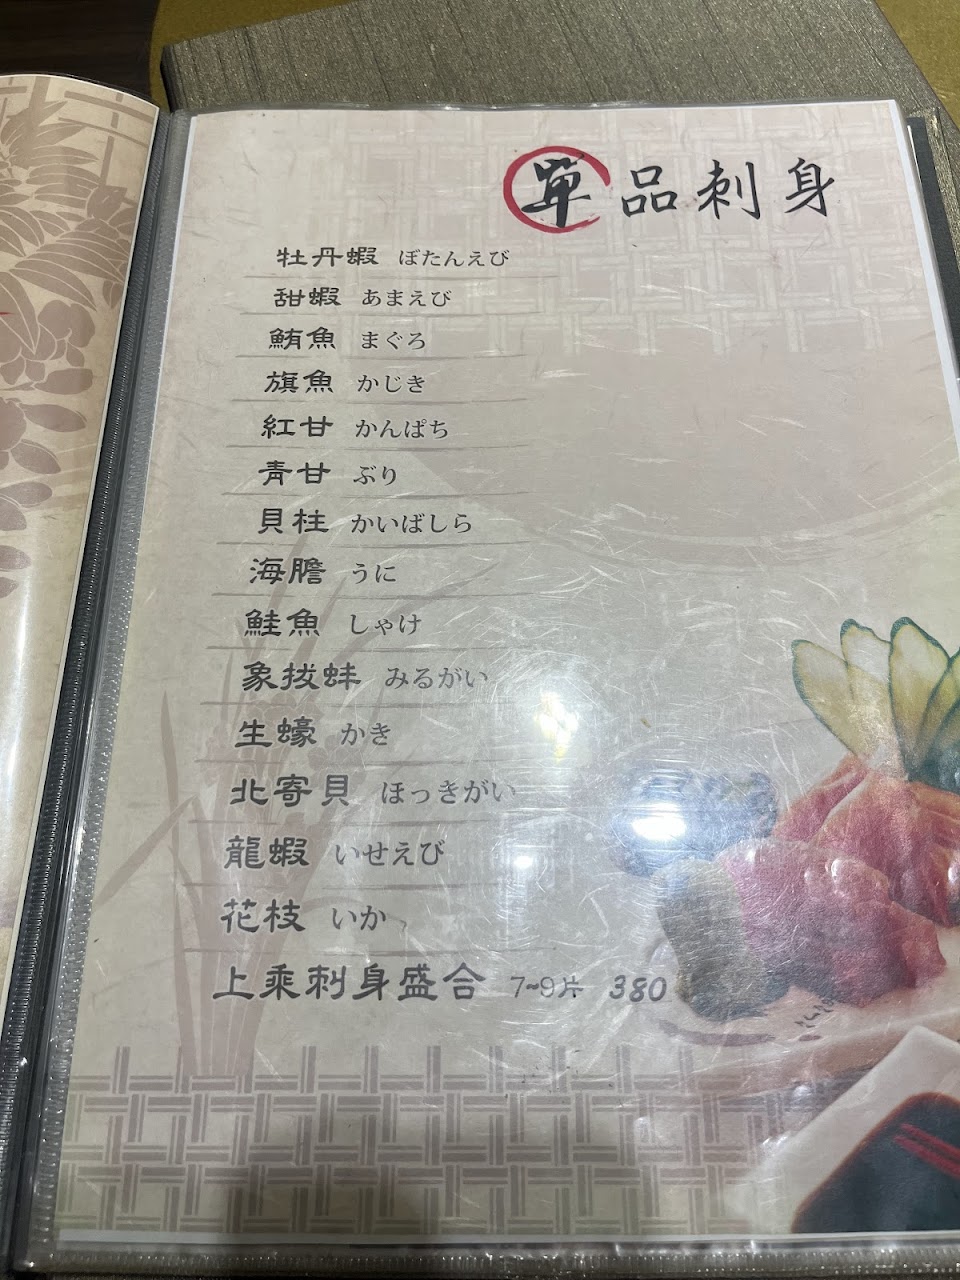 單品刺身
牡丹蝦 ぼたんえび
甜蝦 あまえび
鮪魚 まぐろ
旗魚 かじき
紅甘 かんぱち
青甘 ぶり
貝柱 かいばしら
海膽 うに
鮭魚 しゃけ
象拔蚌 みるがい
生蠔 かき
北寄貝 ほっきがい
龍蝦 いせえび
花枝 いか
上乘刺身盛合 7~9片 380